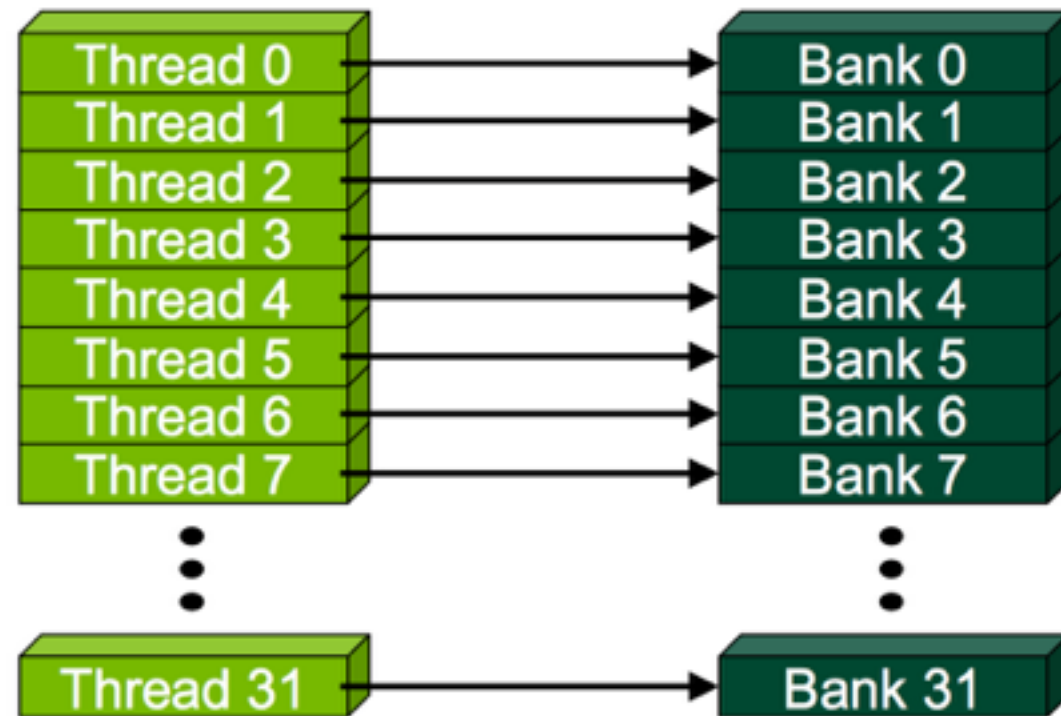 Thread 0 Bank 0
Thread 1 Bank 1
Thread 2 Bank 2
Thread 3 Bank 3
Thread 4 Bank 4
Thread 5 Bank 5
Thread 6 Bank 6
Thread 7 Bank 7
Thread 31 Bank 31